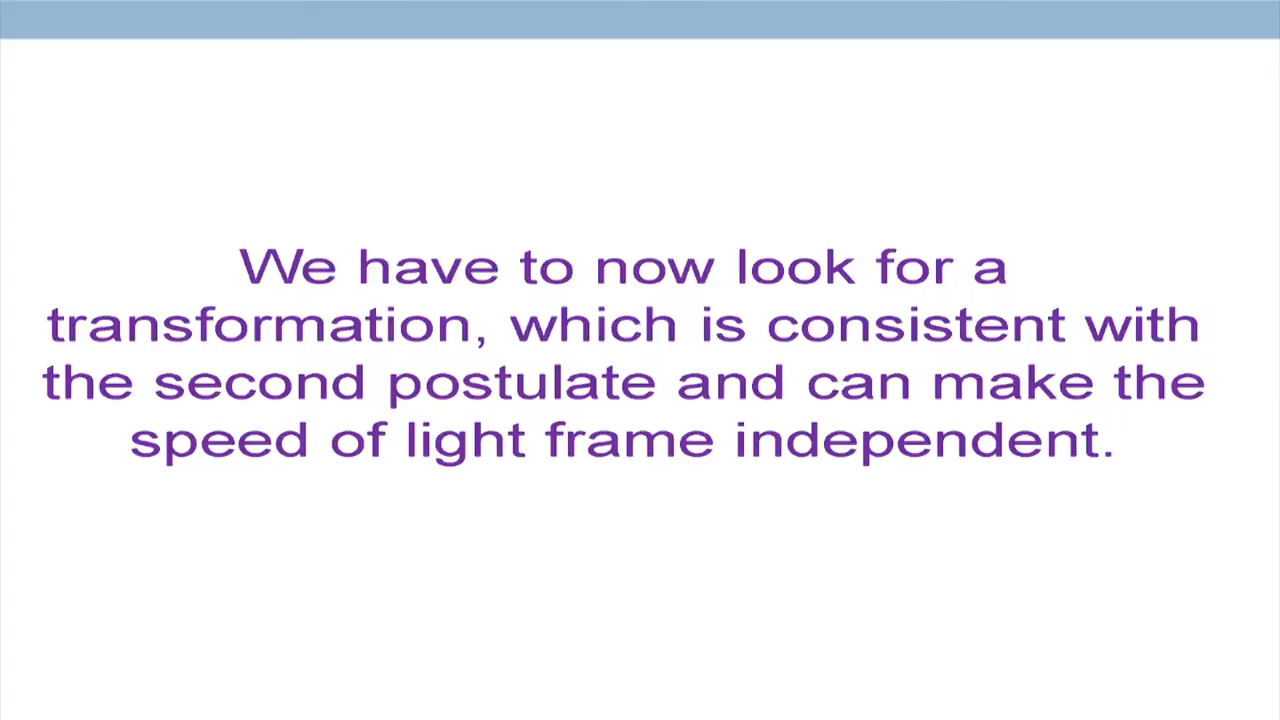 We have to now look for a
transformation, which is consistent with
the second postulate and can make the
speed of light frame independent.